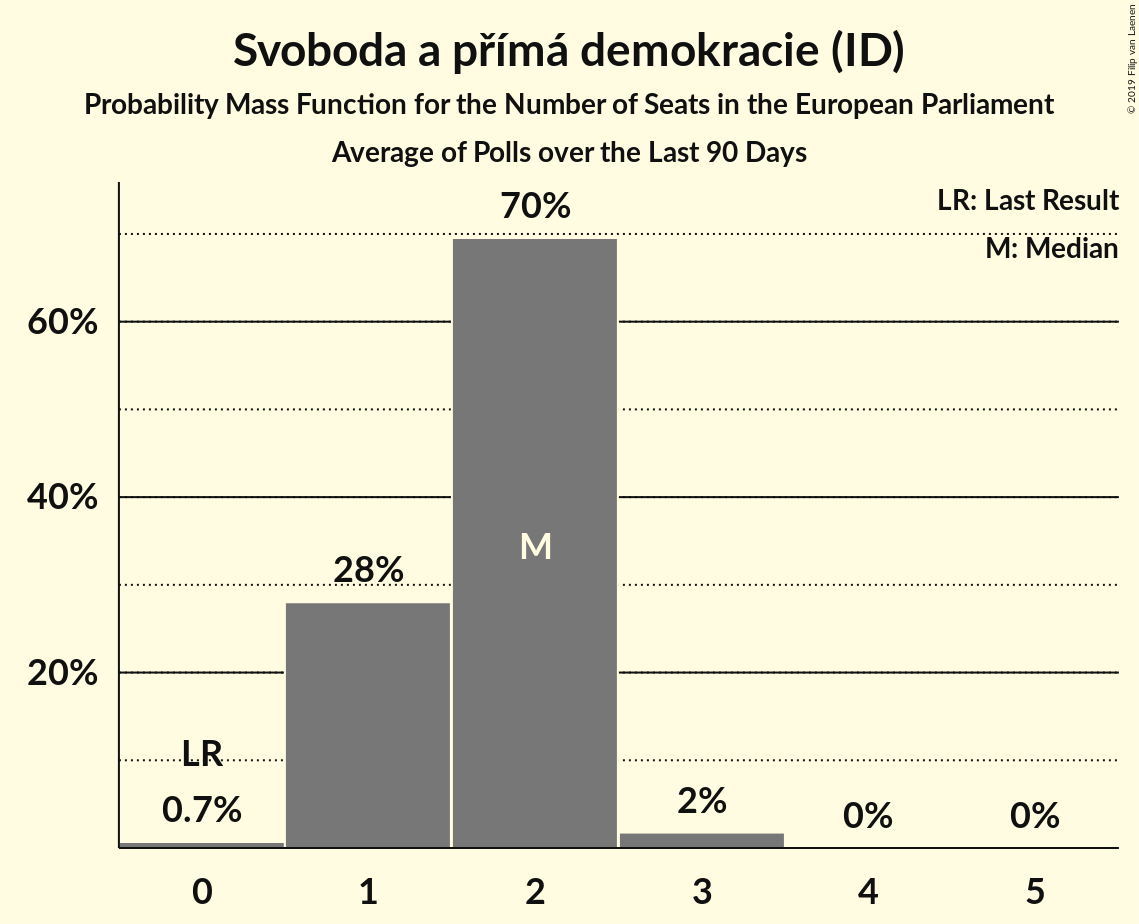 Svoboda a přímá demokracie (ID)
Probability Mass Function for the Number of Seats in the European Parliament
Average of Polls over the Last 90 Days
© 2019 Filip van Laenen
LR: Last Result
M: Median
70%
60%
40%
M
28%
20%
LR
0.7%
2%
0%
0%
0
1
2
3
4
5